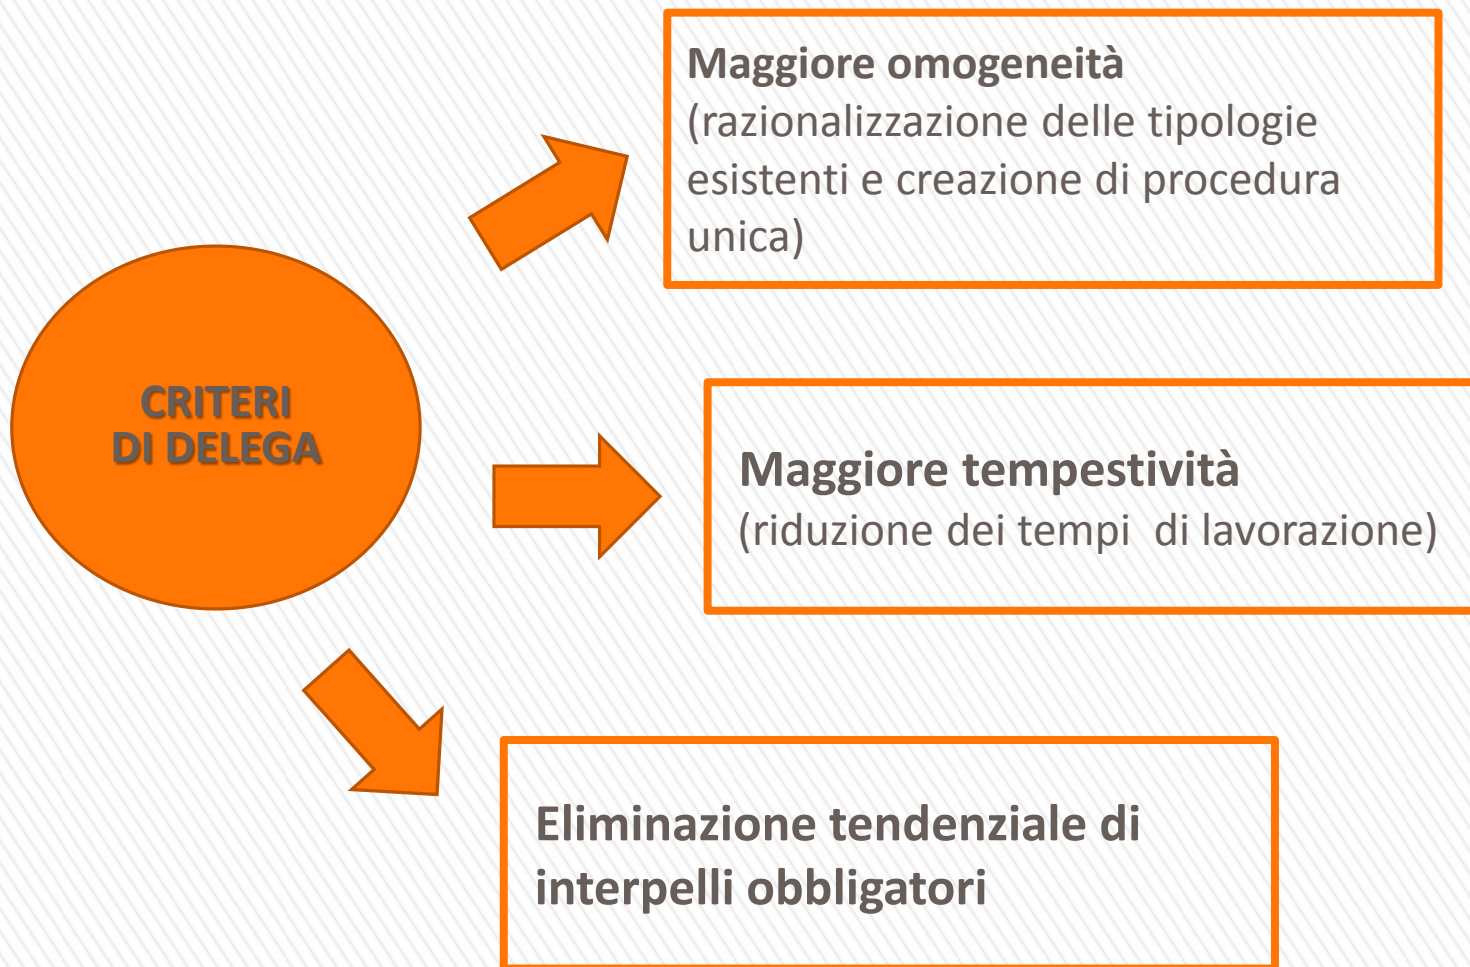 Maggiore omogeneità
(razionalizzazione delle tipologie
esistenti e creazione di procedura
unica)
CRITERI
DI DELEGA
Maggiore tempestività
(riduzione dei tempi  di lavorazione)
Eliminazione tendenziale di
interpelli obbligatori